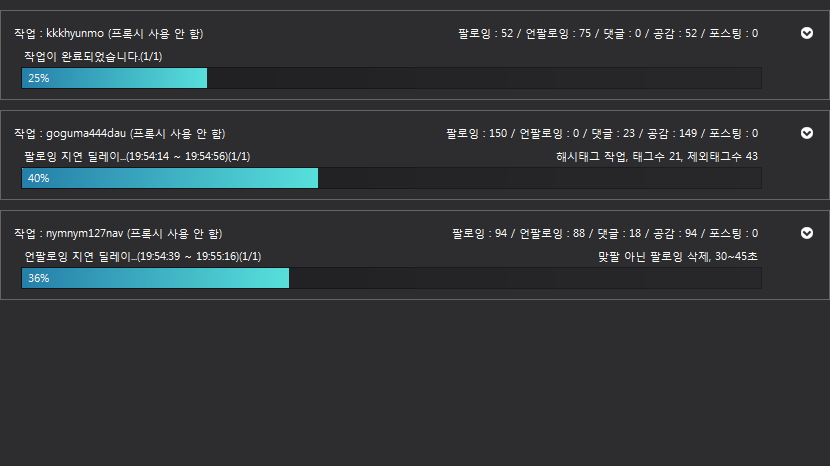 작업 : kkkhyunmo (프록시 사용 안 함) 팔로잉 : 52 / 언팔로잉 : 75 / 댓글 : 0 / 공감 : 52 / 포스팅 : 0
작업이 완료되었습니다.(1/1)
25%
작업 : goguma444dau (프록시 사용 안 함) 팔로잉 : 150 / 언팔로잉 : 0 / 댓글 : 23 / 공감 : 149 / 포스팅 : 0
팔로잉 지연 딜레이...(19:54:14 ~ 19:54:56)(1/1) 해시태그 작업, 태그수 21, 제외태그수 43
40%
작업 : nymnym127nav (프록시 사용 안 함) 팔로잉 : 94 / 언팔로잉 : 88 / 댓글 : 18 / 공감 : 94 / 포스팅 : 0
언팔로잉 지연 딜레이...(19:54:39 ~ 19:55:16)(1/1) 맞팔 아닌 팔로잉 삭제, 30~45초
36%